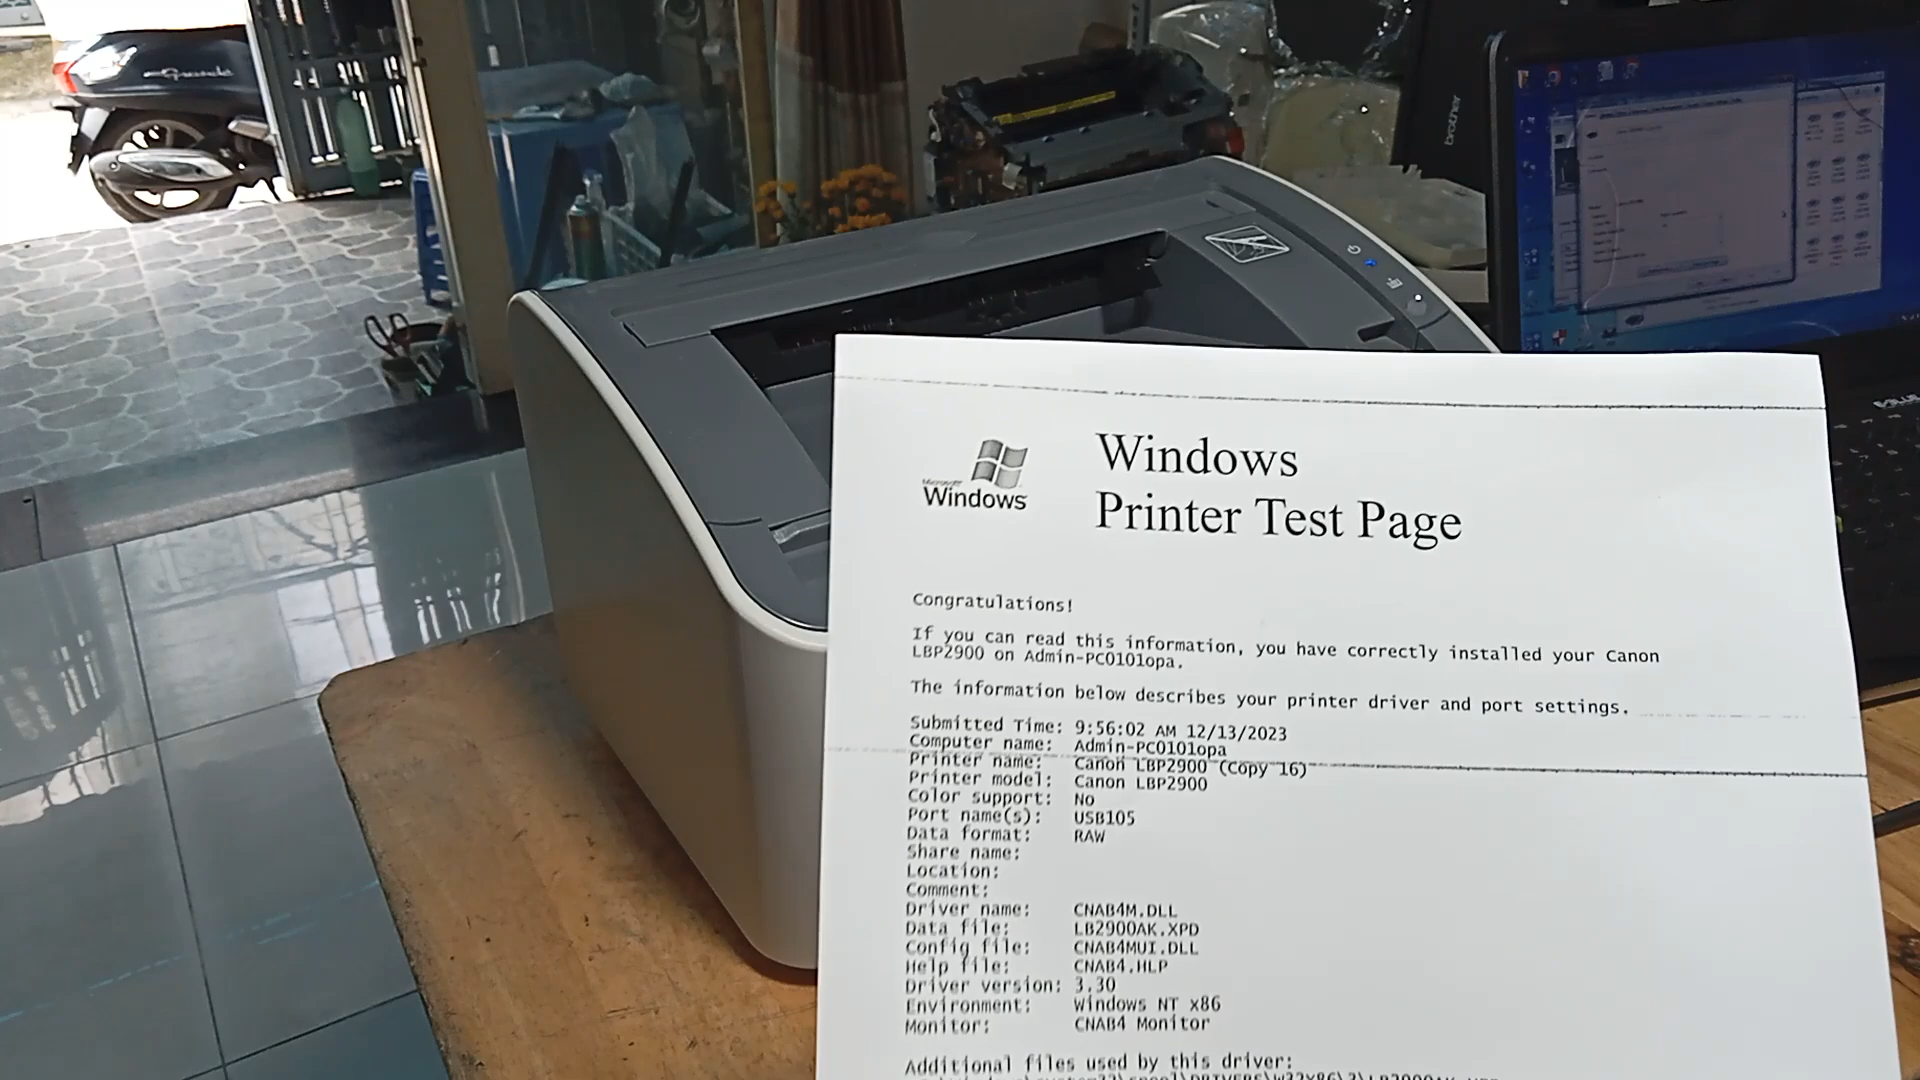 Grande
brother
Microsoft
Windows
Windows
Printer Test Page
Congratulations!
If you can read this information, you have correctly installed your Canon
LBP2900 on Admin-PC0101opa.
The information below describes your printer driver and port settings.
Submitted Time: 9:56:02 AM 12/13/2023
Computer name: Admin-PC0101opa
Printer name: Canon LBP2900 (Copy 16)
Printer model: Canon LBP2900
Color support: No
Port name(s): USB105
Data format: RAW
Share name:
Location:
Comment:
Driver name: CNAB4M.DLL
Data file: LB2900AK.XPD
Config file: CNAB4MUI.DLL
Help file: CNAB4.HLP
Driver version: 3.30
Environment: Windows NT x86
Monitor: CNAB4 Monitor
Additional files used by this driver: